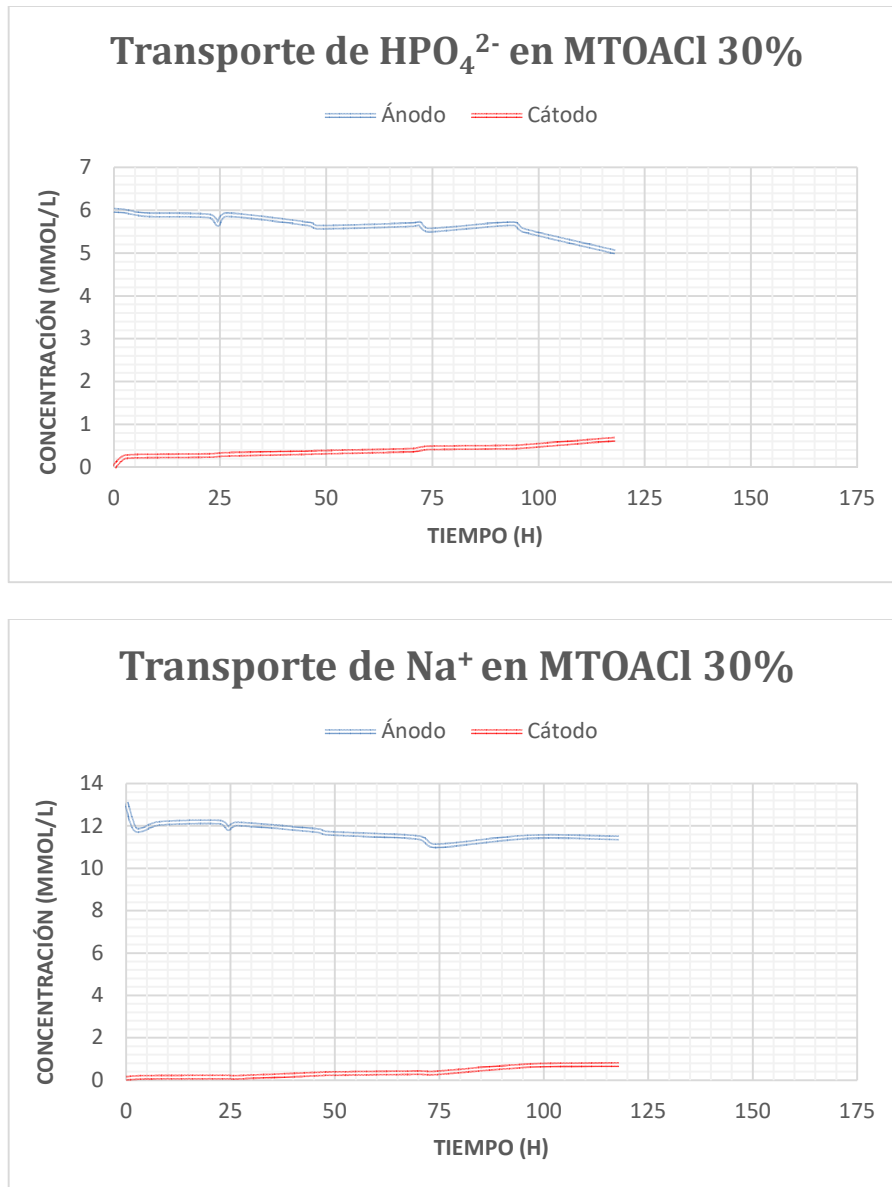 Transporte de HPO₄²⁻ en MTOACl 30%
Ánodo Cátodo
7
6
5
4
3
2
1
0
CONCENTRACIÓN (MMOL/L)
0 25 50 75 100 125 150 175
TIEMPO (H)
Transporte de Na⁺ en MTOACl 30%
Ánodo Cátodo
14
12
10
8
6
4
2
0
CONCENTRACIÓN (MMOL/L)
0 25 50 75 100 125 150 175
TIEMPO (H)